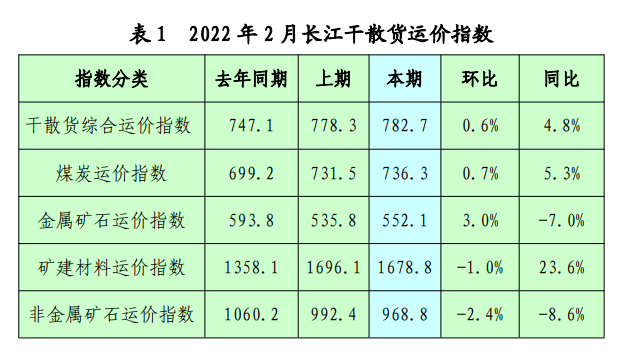 表1 2022年2月长江干散货运价指数
指数分类 去年同期 上期 本期 环比 同比
干散货综合运价指数 747.1 778.3 782.7 0.6% 4.8%
煤炭运价指数 699.2 731.5 736.3 0.7% 5.3%
金属矿石运价指数 593.8 535.8 552.1 3.0% -7.0%
矿建材料运价指数 1358.1 1696.1 1678.8 -1.0% 23.6%
非金属矿石运价指数 1060.2 992.4 968.8 -2.4% -8.6%